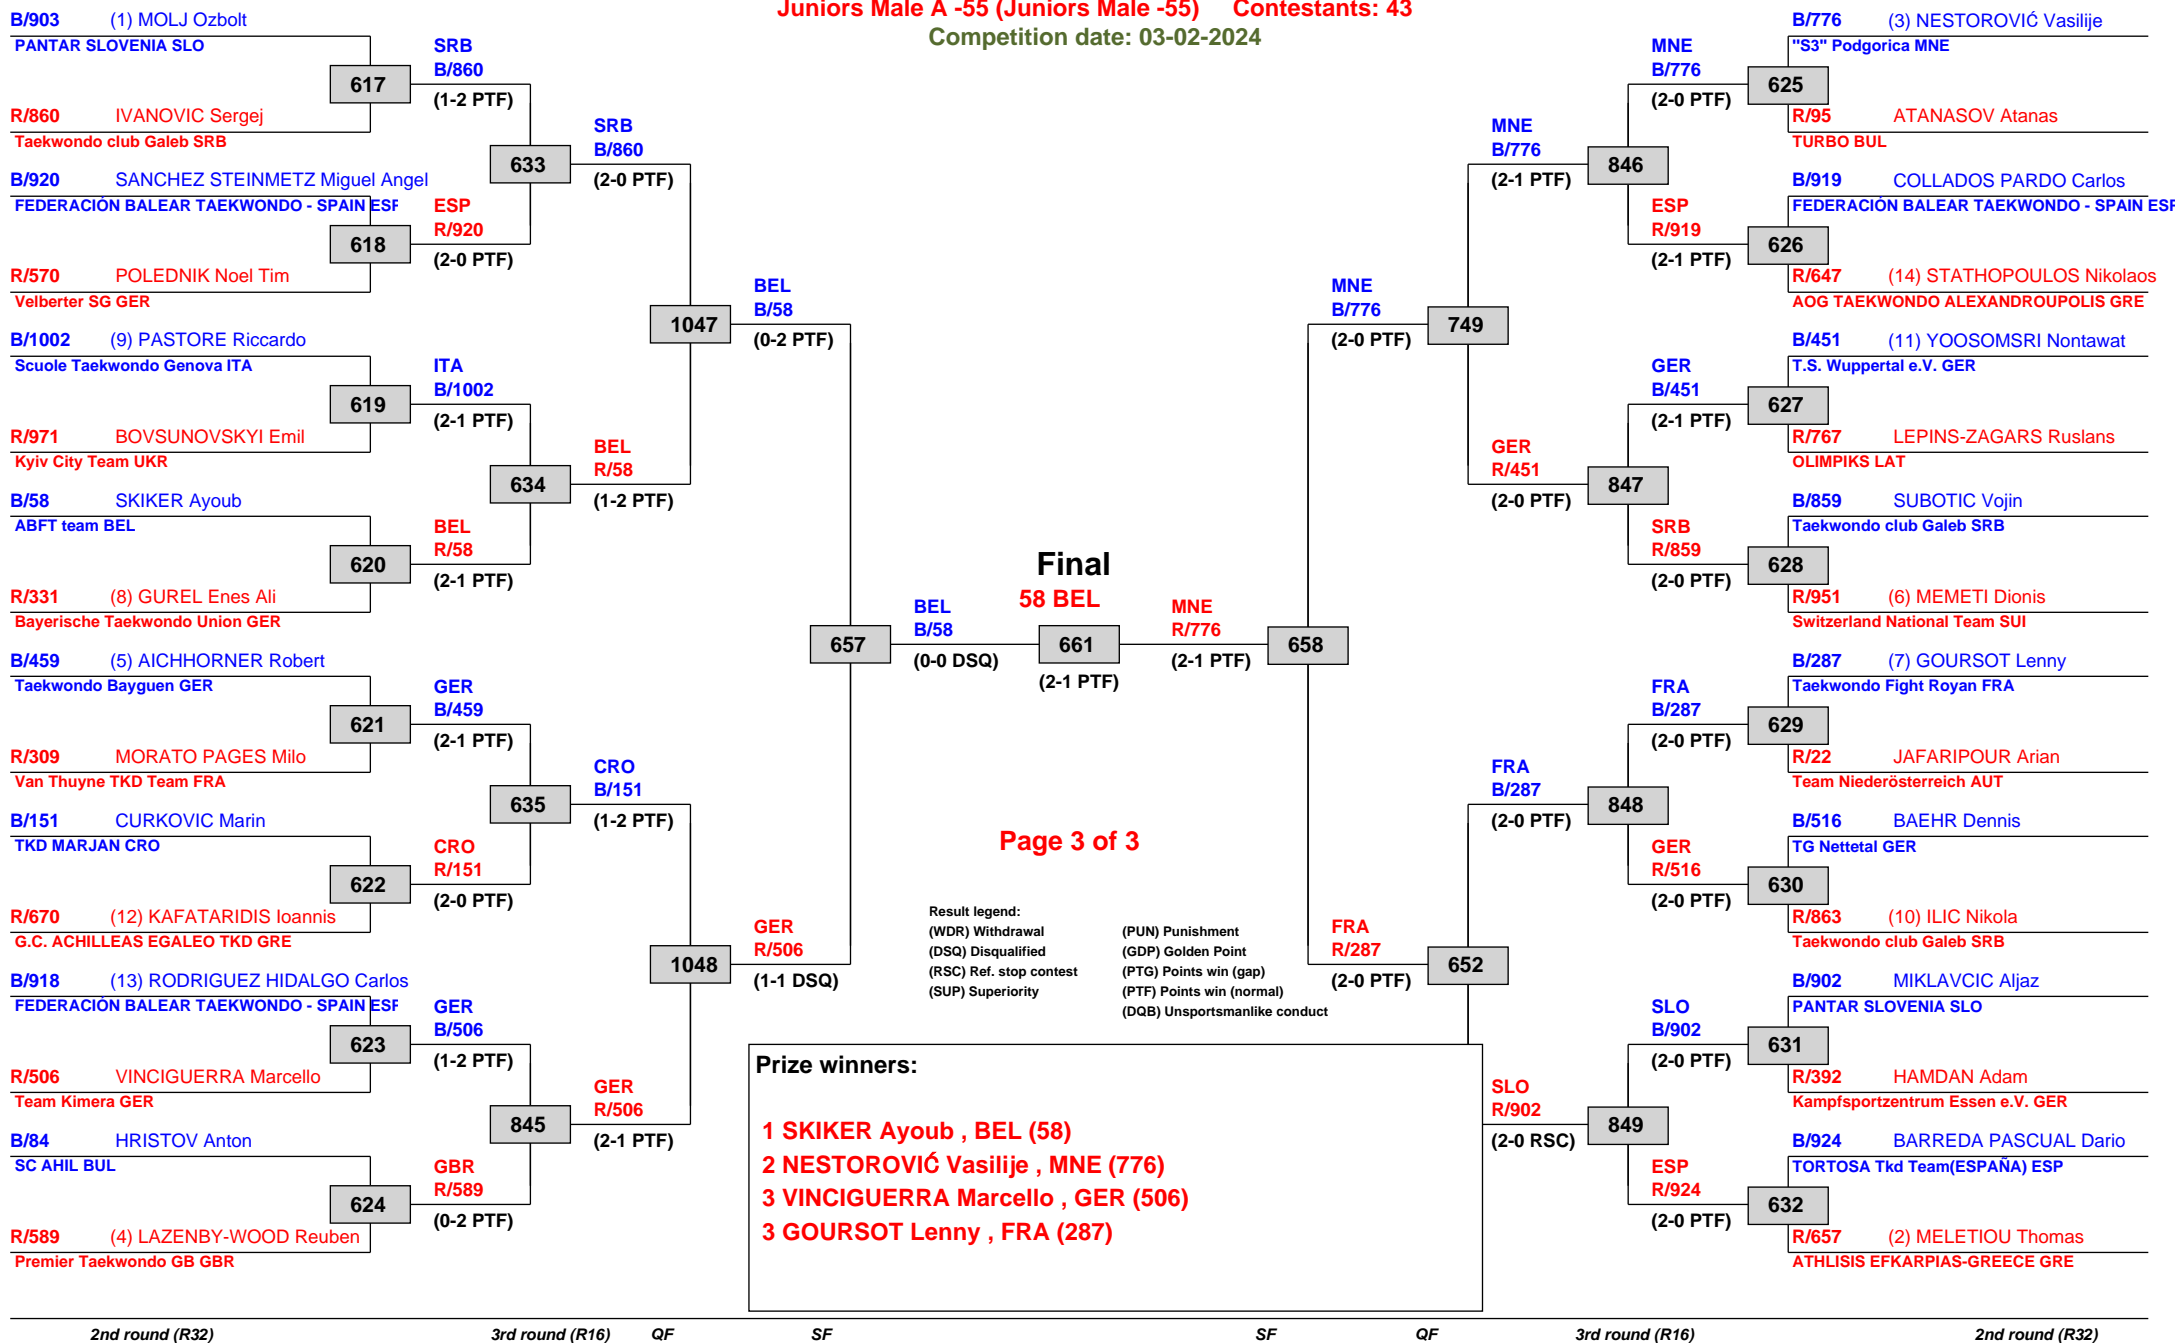 Juniors Male A -55 (Juniors Male -55) Contestants: 43
Competition date: 03-02-2024
B/903 (1) MOLJ Ozbolt
PANTAR SLOVENIA SLO
617
R/860 IVANOVIC Sergej
Taekwondo club Galeb SRB
B/920 SANCHEZ STEINMETZ Miguel Angel
FEDERACIÓN BALEAR TAEKWONDO - SPAIN ESP
618
R/570 POLEDNIK Noel Tim
Velberter SG GER
B/1002 (9) PASTORE Riccardo
Scuole Taekwondo Genova ITA
619
R/971 BOVSUNOVSKYI Emil
Kyiv City Team UKR
B/58 SKIKER Ayoub
ABFT team BEL
620
R/331 (8) GUREL Enes Ali
Bayerische Taekwondo Union GER
B/459 (5) AICHHORNER Robert
Taekwondo Bayguen GER
621
R/309 MORATO PAGES Milo
Van Thuyne TKD Team FRA
B/151 CURKOVIC Marin
TKD MARJAN CRO
622
R/670 (12) KAFATARIDIS Ioannis
G.C. ACHILLEAS EGALEO TKD GRE
B/918 (13) RODRIGUEZ HIDALGO Carlos
FEDERACIÓN BALEAR TAEKWONDO - SPAIN ESP
623
R/506 VINCIGUERRA Marcello
Team Kimera GER
B/84 HRISTOV Anton
SC AHIL BUL
624
R/589 (4) LAZENBY-WOOD Reuben
Premier Taekwondo GB GBR
SRB
B/860
(1-2 PTF)
633
ESP
R/920
(2-0 PTF)
ITA
B/1002
(2-1 PTF)
634
BEL
R/58
(2-1 PTF)
GER
B/459
(2-1 PTF)
635
CRO
R/151
(2-0 PTF)
GER
B/506
(1-2 PTF)
845
GBR
R/589
(0-2 PTF)
SRB
B/860
(2-0 PTF)
1047
BEL
R/58
(1-2 PTF)
CRO
B/151
(1-2 PTF)
1048
GER
R/506
(2-1 PTF)
BEL
B/58
(0-2 PTF)
657
GER
R/506
(1-1 DSQ)
BEL
B/58
(0-0 DSQ)
Final
58 BEL
661
(2-1 PTF)
MNE
R/776
(2-1 PTF)
658
MNE
B/776
(2-0 PTF)
749
FRA
R/287
(2-0 PTF)
652
MNE
B/776
(2-1 PTF)
846
GER
R/451
(2-0 PTF)
847
FRA
B/287
(2-0 PTF)
848
SLO
R/902
(2-0 RSC)
849
MNE
B/776
(2-0 PTF)
ESP
R/919
(2-1 PTF)
GER
B/451
(2-1 PTF)
SRB
R/859
(2-0 PTF)
FRA
B/287
(2-0 PTF)
GER
R/516
(2-0 PTF)
SLO
B/902
(2-0 PTF)
ESP
R/924
(2-0 PTF)
B/776 (3) NESTOROVIĆ Vasilije
"S3" Podgorica MNE
625
R/95 ATANASOV Atanas
TURBO BUL
B/919 COLLADOS PARDO Carlos
FEDERACIÓN BALEAR TAEKWONDO - SPAIN ESP
626
R/647 (14) STATHOPOULOS Nikolaos
AOG TAEKWONDO ALEXANDROUPOLIS GRE
B/451 (11) YOOSOMSRI Nontawat
T.S. Wuppertal e.V. GER
627
R/767 LEPINS-ZAGARS Ruslans
OLIMPIKS LAT
B/859 SUBOTIC Vojin
Taekwondo club Galeb SRB
628
R/951 (6) MEMETI Dionis
Switzerland National Team SUI
B/287 (7) GOURSOT Lenny
Taekwondo Fight Royan FRA
629
R/22 JAFARIPOUR Arian
Team Niederösterreich AUT
B/516 BAEHR Dennis
TG Nettetal GER
630
R/863 (10) ILIC Nikola
Taekwondo club Galeb SRB
B/902 MIKLAVCIC Aljaz
PANTAR SLOVENIA SLO
631
R/392 HAMDAN Adam
Kampfsportzentrum Essen e.V. GER
B/924 BARREDA PASCUAL Dario
TORTOSA Tkd Team(ESPAÑA) ESP
632
R/657 (2) MELETIOU Thomas
ATHLISIS EFKARPIAS-GREECE GRE
Page 3 of 3
Result legend:
(WDR) Withdrawal (PUN) Punishment
(DSQ) Disqualified (GDP) Golden Point
(RSC) Ref. stop contest (PTG) Points win (gap)
(SUP) Superiority (PTF) Points win (normal)
(DQB) Unsportsmanlike conduct
Prize winners:
1 SKIKER Ayoub , BEL (58)
2 NESTOROVIĆ Vasilije , MNE (776)
3 VINCIGUERRA Marcello , GER (506)
3 GOURSOT Lenny , FRA (287)
2nd round (R32) 3rd round (R16) QF SF SF QF 3rd round (R16) 2nd round (R32)